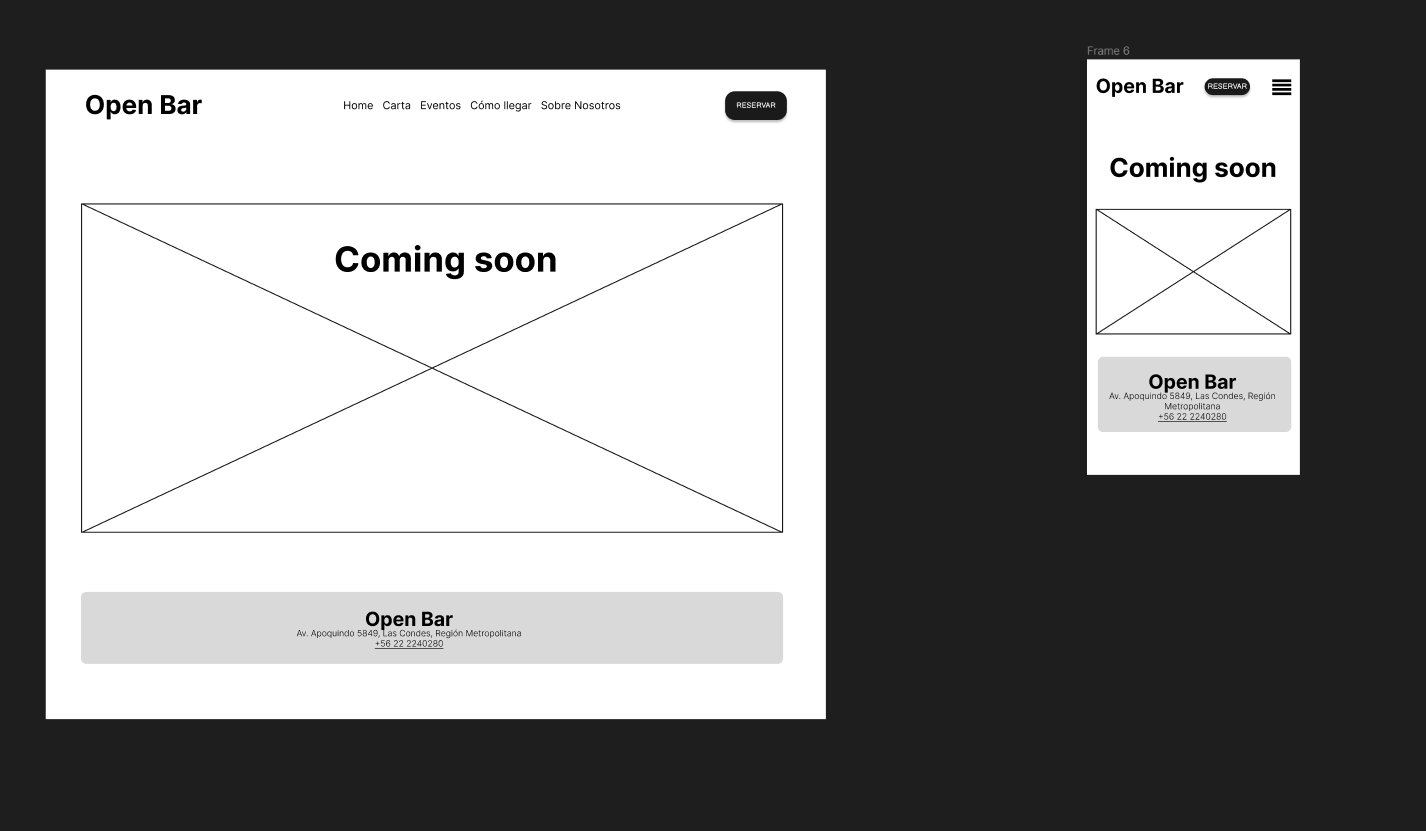 Frame 6
Open Bar
Home Carta Eventos Cómo llegar Sobre Nosotros
RESERVAR
Coming soon
Open Bar
Av. Apoquindo 5849, Las Condes, Región Metropolitana
+56 22 2240280
Open Bar
RESERVAR
Coming soon
Open Bar
Av. Apoquindo 5849, Las Condes, Región
Metropolitana
+56 22 2240280